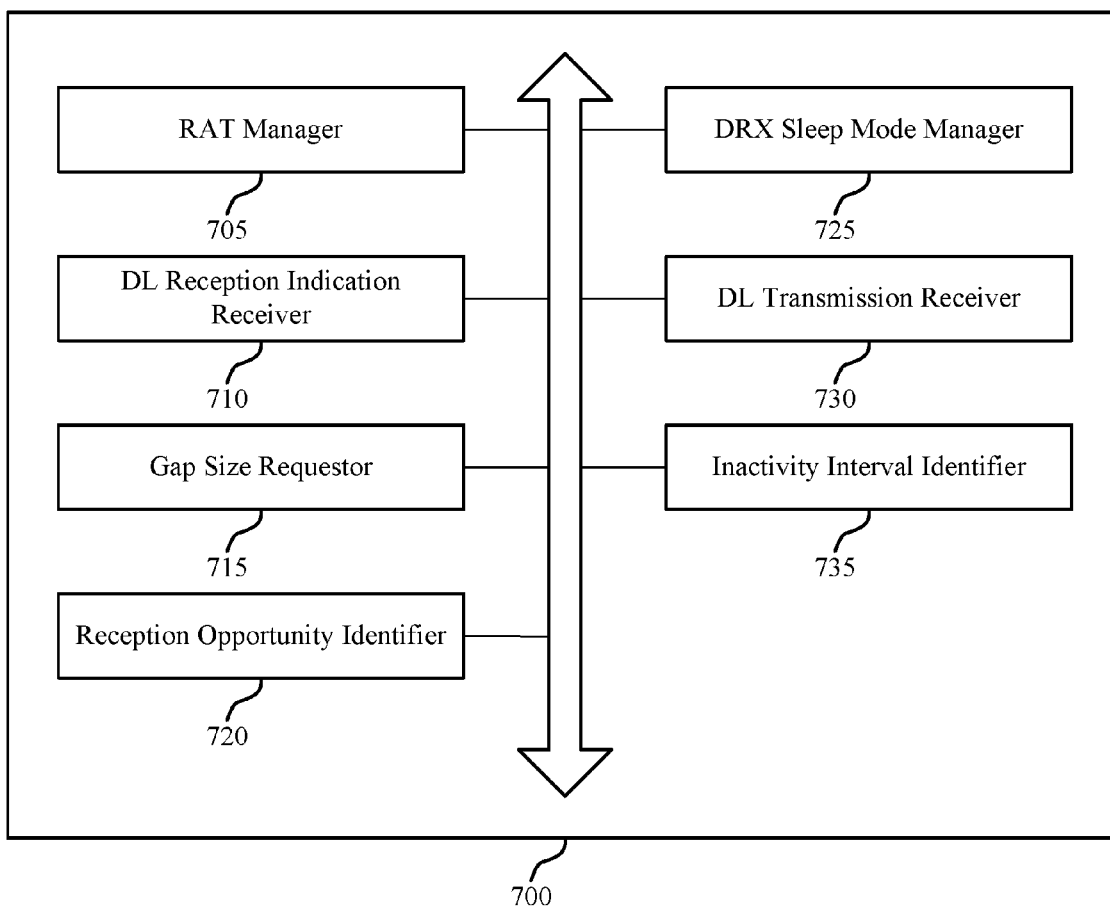 RAT Manager
705
DL Reception Indication
Receiver
710
Gap Size Requestor
715
Reception Opportunity Identifier
720
DRX Sleep Mode Manager
725
DL Transmission Receiver
730
Inactivity Interval Identifier
735
700